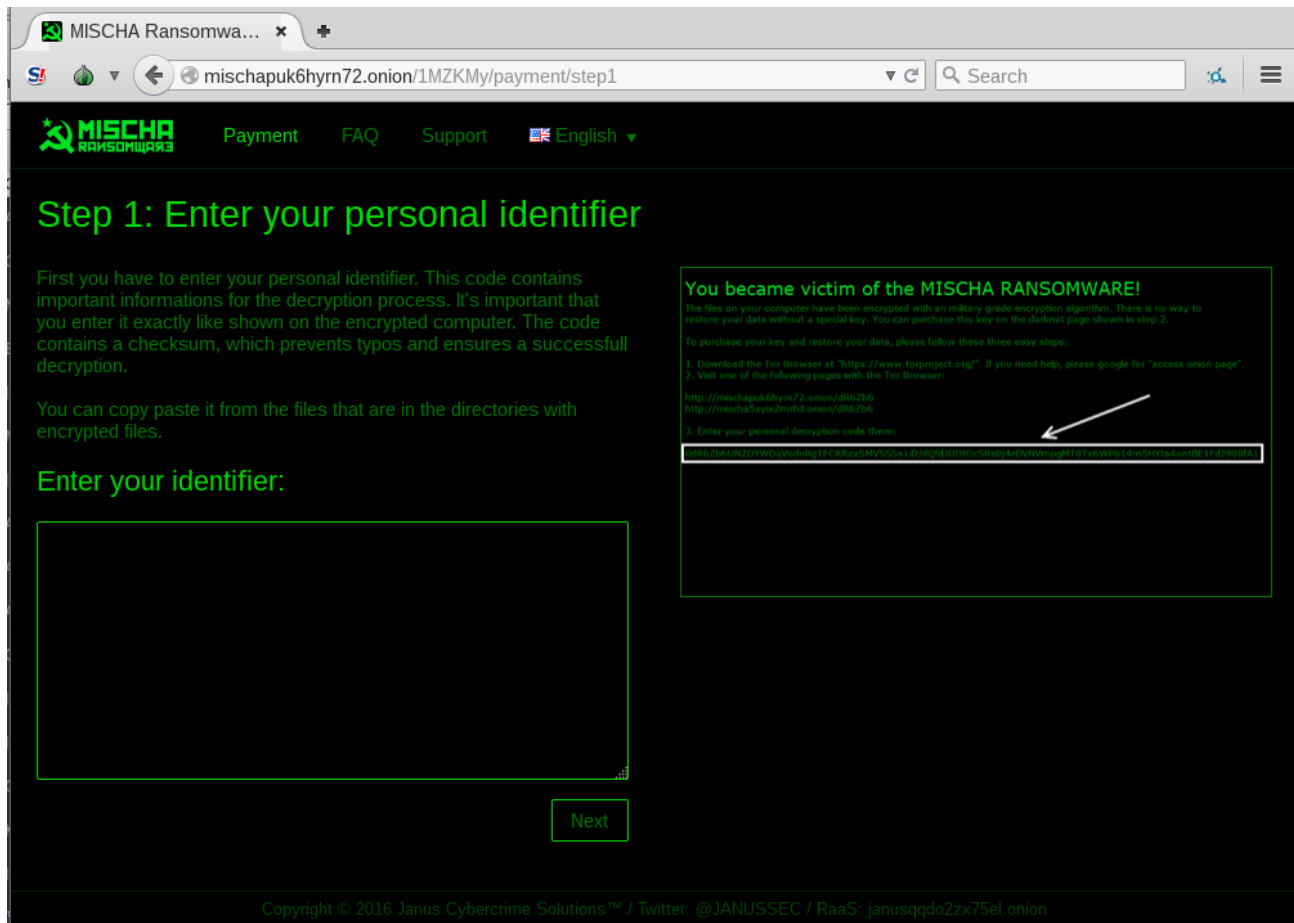 MISCHA Ransomwa...
mischapuk6hyrn72.onion/1MZKMy/payment/step1
Search
MISCHA
Payment
FAQ
Support
English
Step 1: Enter your personal identifier
First you have to enter your personal identifier. This code contains
important informations for the decryption process. It's important that
you enter it exactly like shown on the encrypted computer. The code
contains a checksum, which prevents typos and ensures a successfull
decryption.
You can copy paste it from the files that are in the directories with
encrypted files.
Enter your identifier:
Next
You became victim of the MISCHA RANSOMWARE!
The files on your computer have been encrypted with an military grade encryption algorithm. There is no way to
restore your data without a special key. You can purchase this key on the darknet page shown in step 2.
To purchase your key and restore your data, please follow these three easy steps:
1. Download the Tor Browser at "https://www.torproject.org/". If you need help, please google for "access onion page".
2. Visit one of the following pages with the Tor Browser:
http://mischapuk6hyrn72.onion/dR6Zb6
http://mischa5xyix2mrhd.onion/dR6Zb6
3. Enter your personal decryption code there:
Copyright © 2016 Janus Cybercrime Solutions™ / Twitter: @JANUSSEC / RaaS: janusqqdo2zx75el.onion